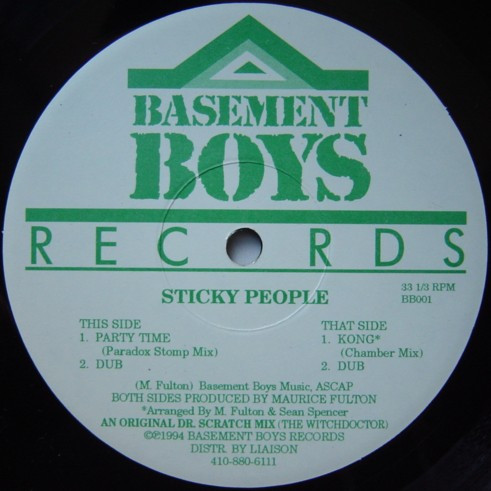 BASEMENT
BOYS
RECORDS
STICKY PEOPLE
33 1/3 RPM
BB001
THIS SIDE
1. PARTY TIME
(Paradox Stomp Mix)
2. DUB
THAT SIDE
1. KONG*
(Chamber Mix)
2. DUB
(M. Fulton) Basement Boys Music, ASCAP
BOTH SIDES PRODUCED BY MAURICE FULTON
*Arranged By M. Fulton & Sean Spencer
AN ORIGINAL DR. SCRATCH MIX (THE WITCHDOCTOR)
©℗1994 BASEMENT BOYS RECORDS
DISTR. BY LIAISON
410-880-6111